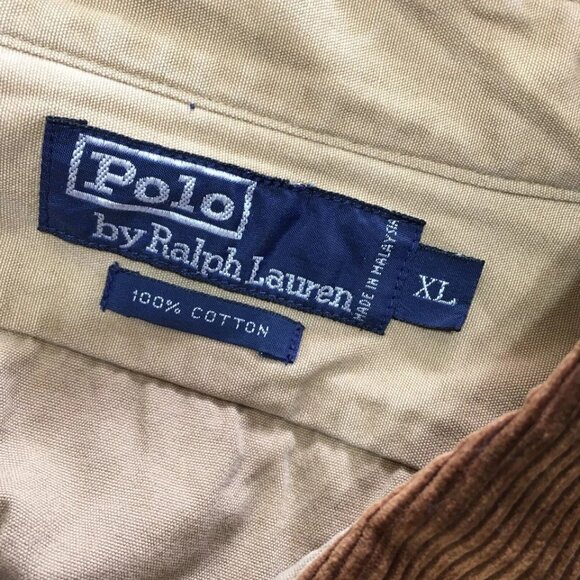 Polo
by Ralph Lauren
MADE IN MALAYSIA
XL
100% COTTON